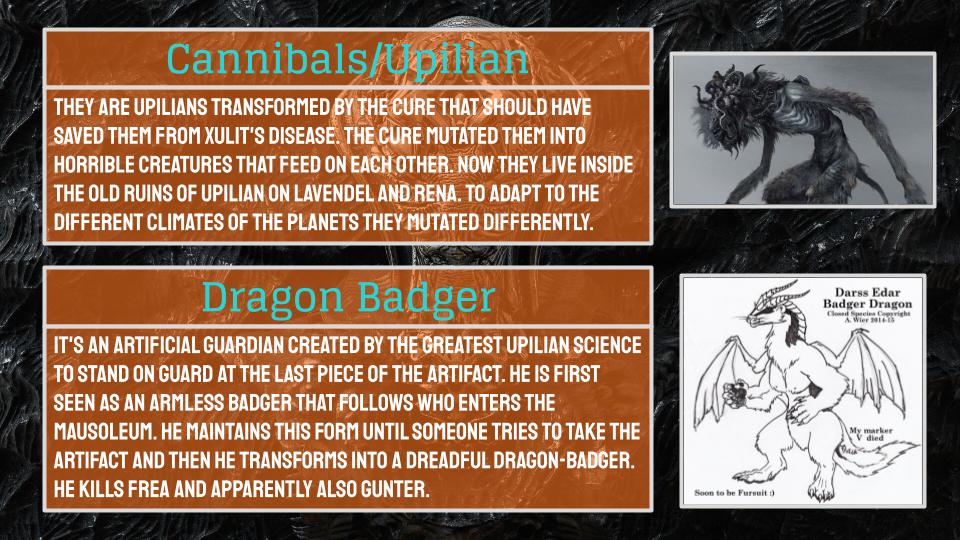 Cannibals/Upilian
THEY ARE UPILIANS TRANSFORMED BY THE CURE THAT SHOULD HAVE
SAVED THEM FROM XULIT'S DISEASE. THE CURE MUTATED THEM INTO
HORRIBLE CREATURES THAT FEED ON EACH OTHER. NOW THEY LIVE INSIDE
THE OLD RUINS OF UPILIAN ON LAVENDEL AND RENA. TO ADAPT TO THE
DIFFERENT CLIMATES OF THE PLANETS THEY MUTATED DIFFERENTLY.
Dragon Badger
IT'S AN ARTIFICIAL GUARDIAN CREATED BY THE GREATEST UPILIAN SCIENCE
TO STAND ON GUARD AT THE LAST PIECE OF THE ARTIFACT. HE IS FIRST
SEEN AS AN ARMLESS BADGER THAT FOLLOWS WHO ENTERS THE
MAUSOLEUM. HE MAINTAINS THIS FORM UNTIL SOMEONE TRIES TO TAKE THE
ARTIFACT AND THEN HE TRANSFORMS INTO A DREADFUL DRAGON-BADGER.
HE KILLS FREA AND APPARENTLY ALSO GUNTER.
Darss Edar
Badger Dragon
Closed Species Copyright
A. Wier 2014-15
My marker
V died
Soon to be Fursuit :)